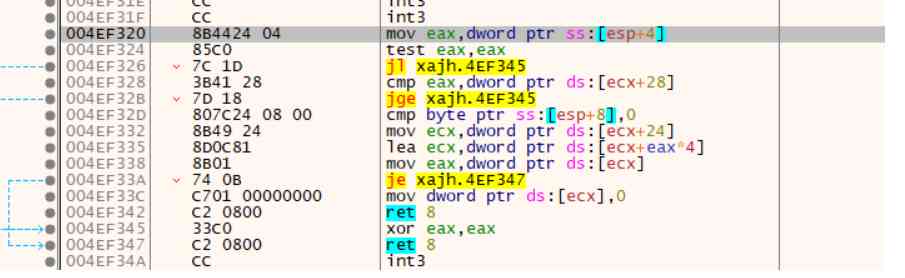 004EF31E CC int3
004EF31F CC int3
004EF320 8B4424 04 mov eax,dword ptr ss:[esp+4]
004EF324 85C0 test eax,eax
004EF326 7C 1D jl xajh.4EF345
004EF328 3B41 28 cmp eax,dword ptr ds:[ecx+28]
004EF32B 7D 18 jge xajh.4EF345
004EF32D 807C24 08 00 cmp byte ptr ss:[esp+8],0
004EF332 8B49 24 mov ecx,dword ptr ds:[ecx+24]
004EF335 8D0C81 lea ecx,dword ptr ds:[ecx+eax*4]
004EF338 8B01 mov eax,dword ptr ds:[ecx]
004EF33A 74 0B je xajh.4EF347
004EF33C C701 00000000 mov dword ptr ds:[ecx],0
004EF342 C2 0800 ret 8
004EF345 33C0 xor eax,eax
004EF347 C2 0800 ret 8
004EF34A CC int3